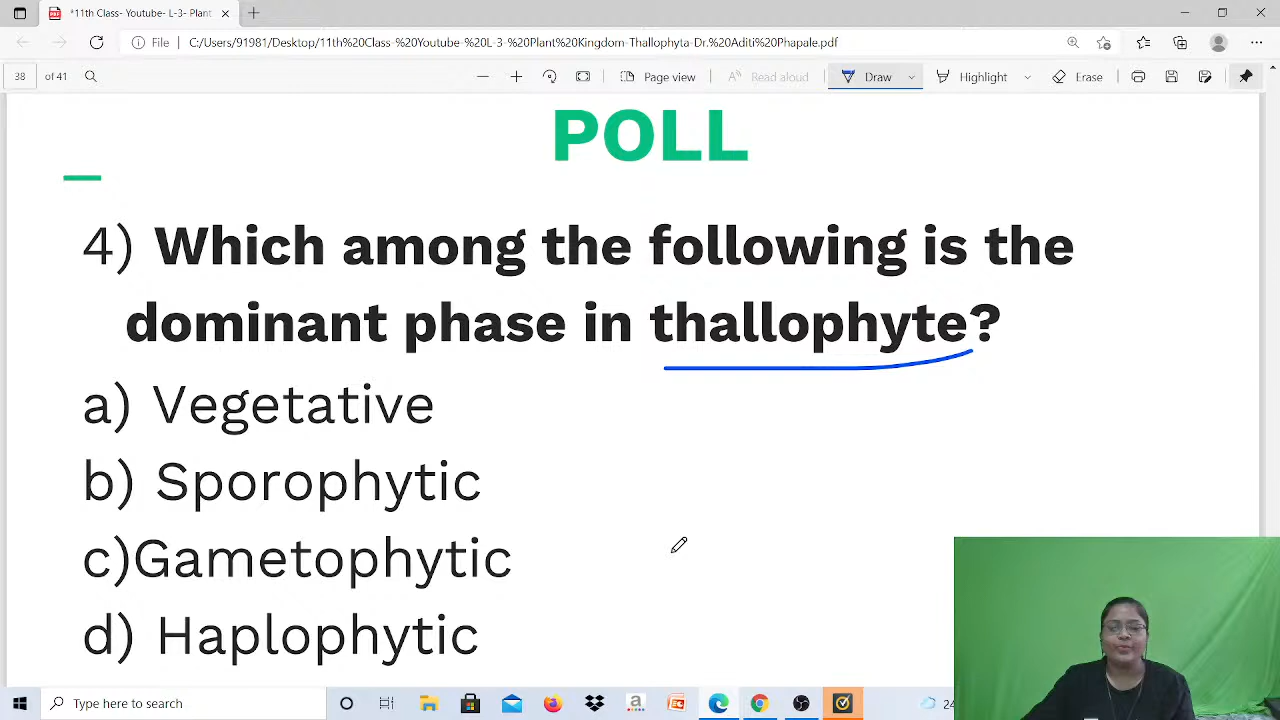 *11th Class- Youtube- L-3- Plant
File C:/Users/91981/Desktop/11th%20Class-%20Youtube-%20L-3-%20Plant%20Kingdom-Thallophyta-Dr.%20Aditi%20Phapale.pdf
38 of 41 Page view Read aloud Draw Highlight Erase
POLL
4) Which among the following is the
dominant phase in thallophyte?
a) Vegetative
b) Sporophytic
c)Gametophytic
d) Haplophytic
Type here to search